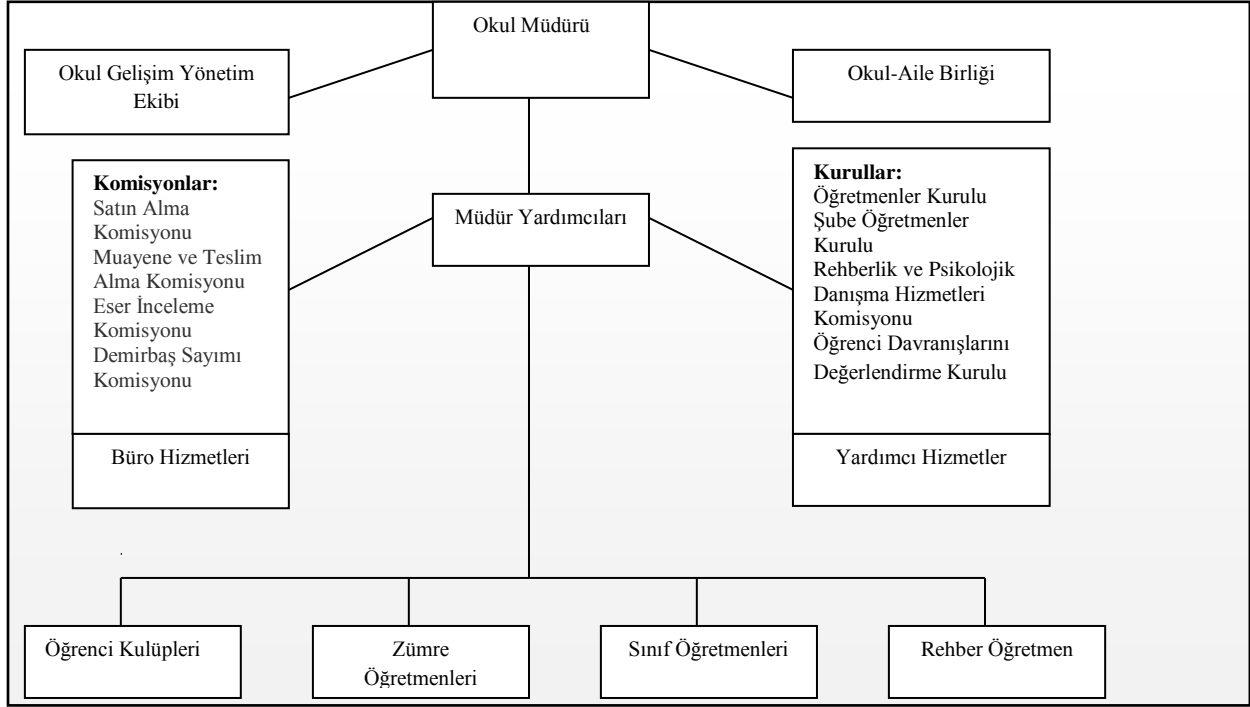 Okul Müdürü
Okul Gelişim Yönetim
Ekibi
Okul-Aile Birliği
Komisyonlar:
Satın Alma
Komisyonu
Muayene ve Teslim
Alma Komisyonu
Eser İnceleme
Komisyonu
Demirbaş Sayımı
Komisyonu
Müdür Yardımcıları
Kurullar:
Öğretmenler Kurulu
Şube Öğretmenler
Kurulu
Rehberlik ve Psikolojik
Danışma Hizmetleri
Komisyonu
Öğrenci Davranışlarını
Değerlendirme Kurulu
Büro Hizmetleri
Yardımcı Hizmetler
.
Öğrenci Kulüpleri
Zümre
Öğretmenleri
Sınıf Öğretmenleri
Rehber Öğretmen